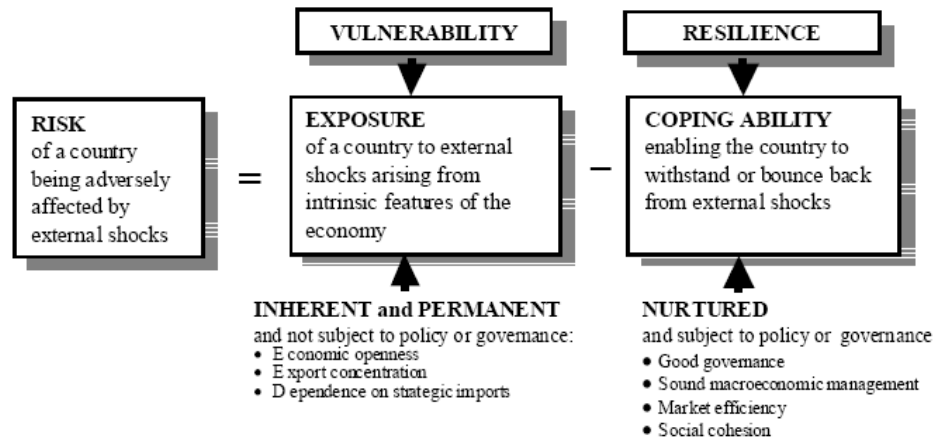 VULNERABILITY
RESILIENCE
RISK
of a country
being adversely
affected by
external shocks
=
EXPOSURE
of a country to external
shocks arising from
intrinsic features of the
economy
–
COPING ABILITY
enabling the country to
withstand or bounce back
from external shocks
INHERENT and PERMANENT
and not subject to policy or governance:
• E conomic openness
• E xport concentration
• D ependence on strategic imports
NURTURED
and subject to policy or governance
• Good governance
• Sound macroeconomic management
• Market efficiency
• Social cohesion